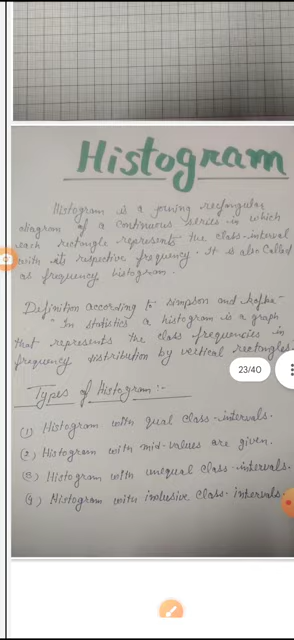 Histogram
Histogram is a joining rectangular
diagram of a continuous series in which
each rectangle represents the class-interval
with its respective frequency. It is also Called
as frequency histogram.
Definition according to Simpson and Kafka-
"In statistics a histogram is a graph
that represents the class frequencies in
frequency distribution by vertical rectangles.
23/40
Types of Histogram:-
(1) Histogram with qual class-intervals.
(2) Histogram with mid-values are given.
(3) Histogram with unequal class-intervals.
(4) Histogram with inclusive class-intervals.